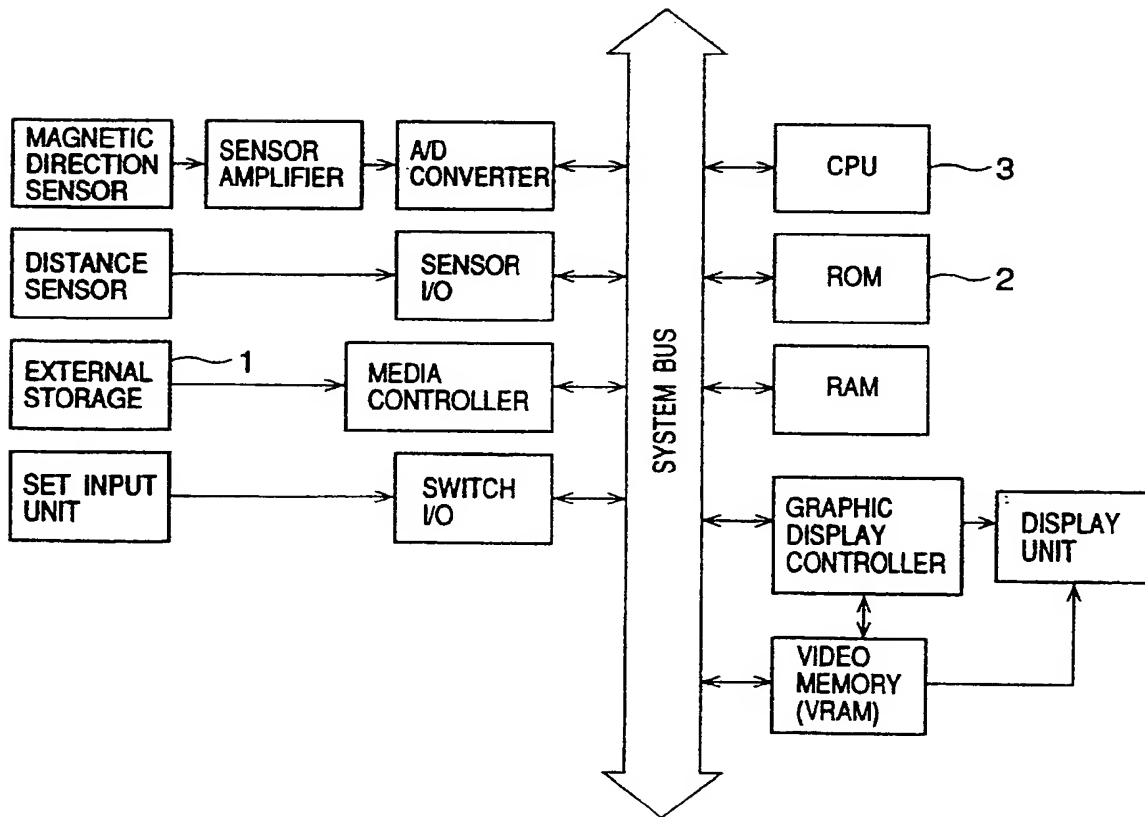 MAGNETIC
DIRECTION
SENSOR
SENSOR
AMPLIFIER
A/D
CONVERTER
DISTANCE
SENSOR
SENSOR
I/O
EXTERNAL
STORAGE
1
MEDIA
CONTROLLER
SET INPUT
UNIT
SWITCH
I/O
SYSTEM BUS
CPU
3
ROM
2
RAM
GRAPHIC
DISPLAY
CONTROLLER
DISPLAY
UNIT
VIDEO
MEMORY
(VRAM)